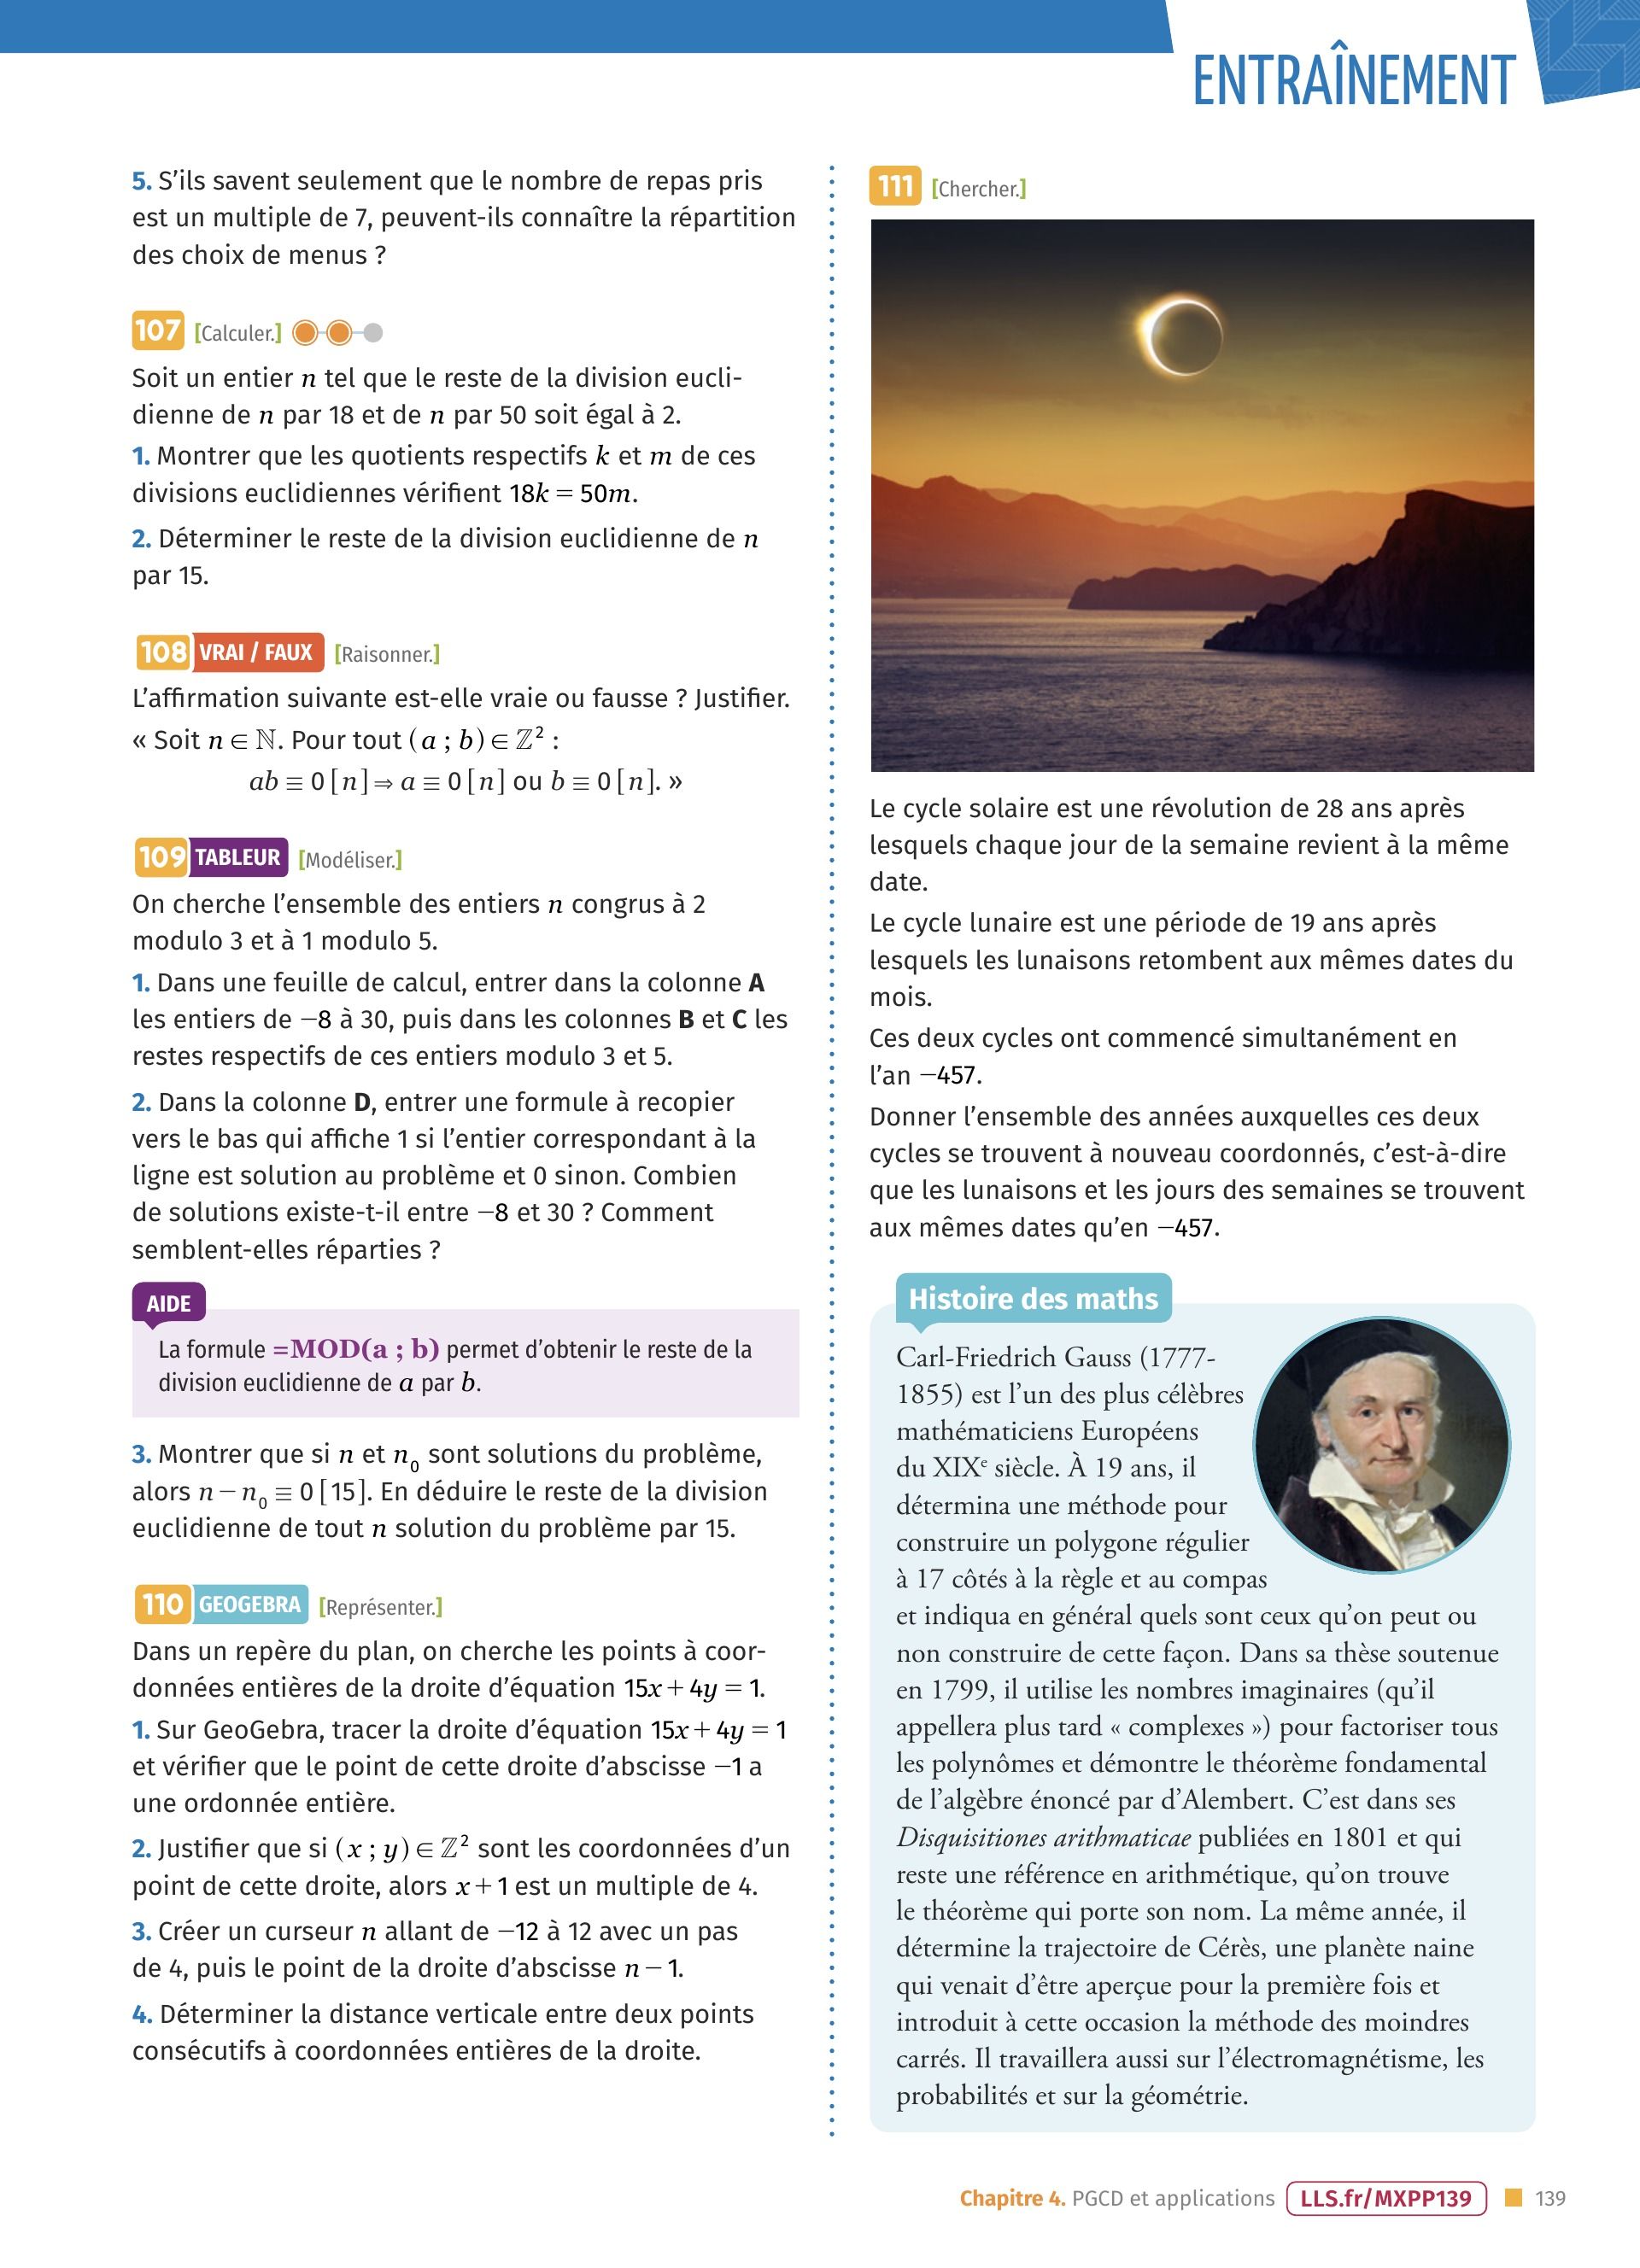 ENTRAÎNEMENT
5. S’ils savent seulement que le nombre de repas pris
est un multiple de 7, peuvent-ils connaître la répartition
des choix de menus ?
107 [Calculer.]
Soit un entier n tel que le reste de la division eucli-
dienne de n par 18 et de n par 50 soit égal à 2.
1. Montrer que les quotients respectifs k et m de ces
divisions euclidiennes vérifient 18k = 50m.
2. Déterminer le reste de la division euclidienne de n
par 15.
108 VRAI / FAUX [Raisonner.]
L’affirmation suivante est-elle vraie ou fausse ? Justifier.
« Soit n ∈ ℕ. Pour tout (a ; b) ∈ ℤ² :
ab ≡ 0 [n] ⇒ a ≡ 0 [n] ou b ≡ 0 [n]. »
109 TABLEUR [Modéliser.]
On cherche l’ensemble des entiers n congrus à 2
modulo 3 et à 1 modulo 5.
1. Dans une feuille de calcul, entrer dans la colonne A
les entiers de −8 à 30, puis dans les colonnes B et C les
restes respectifs de ces entiers modulo 3 et 5.
2. Dans la colonne D, entrer une formule à recopier
vers le bas qui affiche 1 si l’entier correspondant à la
ligne est solution au problème et 0 sinon. Combien
de solutions existe-t-il entre −8 et 30 ? Comment
semblent-elles réparties ?
AIDE
La formule =MOD(a ; b) permet d’obtenir le reste de la
division euclidienne de a par b.
3. Montrer que si n et n₀ sont solutions du problème,
alors n − n₀ ≡ 0 [15]. En déduire le reste de la division
euclidienne de tout n solution du problème par 15.
110 GEOGEBRA [Représenter.]
Dans un repère du plan, on cherche les points à coor-
données entières de la droite d’équation 15x + 4y = 1.
1. Sur GeoGebra, tracer la droite d’équation 15x + 4y = 1
et vérifier que le point de cette droite d’abscisse −1 a
une ordonnée entière.
2. Justifier que si (x ; y) ∈ ℤ² sont les coordonnées d’un
point de cette droite, alors x + 1 est un multiple de 4.
3. Créer un curseur n allant de −12 à 12 avec un pas
de 4, puis le point de la droite d’abscisse n − 1.
4. Déterminer la distance verticale entre deux points
consécutifs à coordonnées entières de la droite.
111 [Chercher.]
Le cycle solaire est une révolution de 28 ans après
lesquels chaque jour de la semaine revient à la même
date.
Le cycle lunaire est une période de 19 ans après
lesquels les lunaisons retombent aux mêmes dates du
mois.
Ces deux cycles ont commencé simultanément en
l’an −457.
Donner l’ensemble des années auxquelles ces deux
cycles se trouvent à nouveau coordonnés, c’est-à-dire
que les lunaisons et les jours des semaines se trouvent
aux mêmes dates qu’en −457.
Histoire des maths
Carl-Friedrich Gauss (1777-
1855) est l’un des plus célèbres
mathématiciens Européens
du XIXᵉ siècle. À 19 ans, il
détermina une méthode pour
construire un polygone régulier
à 17 côtés à la règle et au compas
et indiqua en général quels sont ceux qu’on peut ou
non construire de cette façon. Dans sa thèse soutenue
en 1799, il utilise les nombres imaginaires (qu’il
appellera plus tard « complexes ») pour factoriser tous
les polynômes et démontre le théorème fondamental
de l’algèbre énoncé par d’Alembert. C’est dans ses
Disquisitiones arithmaticae publiées en 1801 et qui
reste une référence en arithmétique, qu’on trouve
le théorème qui porte son nom. La même année, il
détermine la trajectoire de Cérès, une planète naine
qui venait d’être aperçue pour la première fois et
introduit à cette occasion la méthode des moindres
carrés. Il travaillera aussi sur l’électromagnétisme, les
probabilités et sur la géométrie.
Chapitre 4. PGCD et applications LLS.fr/MXPP139 139